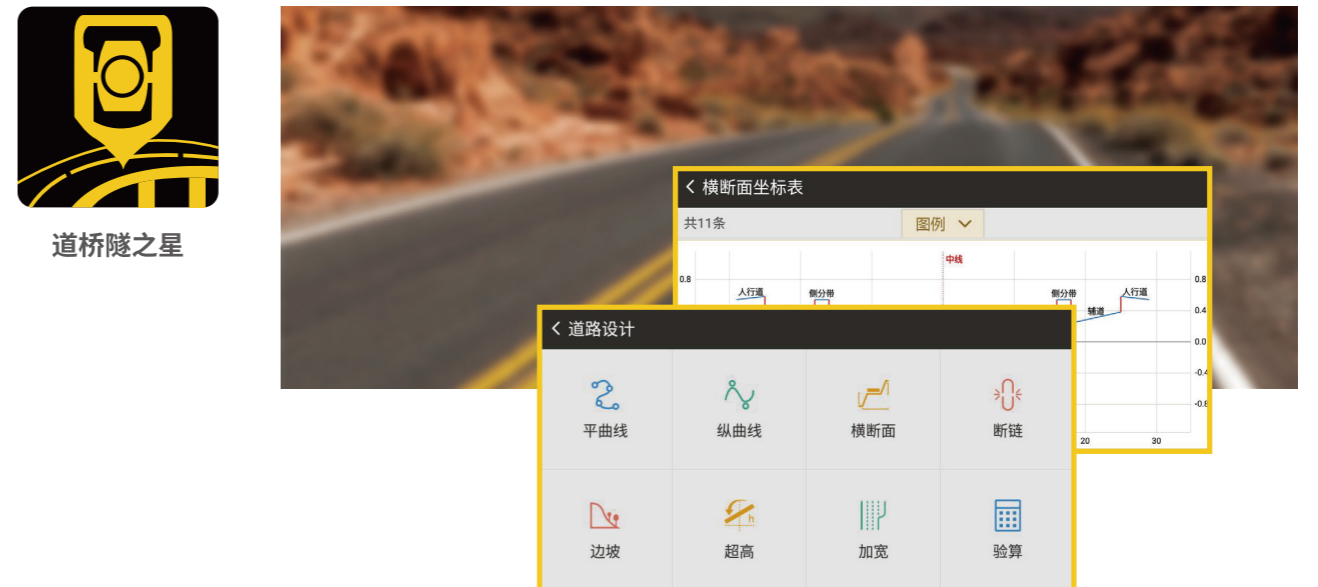 道桥隧之星
横断面坐标表
共11条
图例
中线
0.8
0.8
人行道
侧分带
侧分带
人行道
辅道
0.4
0.0
-0.4
-0.8
20
30
道路设计
平曲线
纵曲线
横断面
断链
h
边坡
超高
加宽
验算